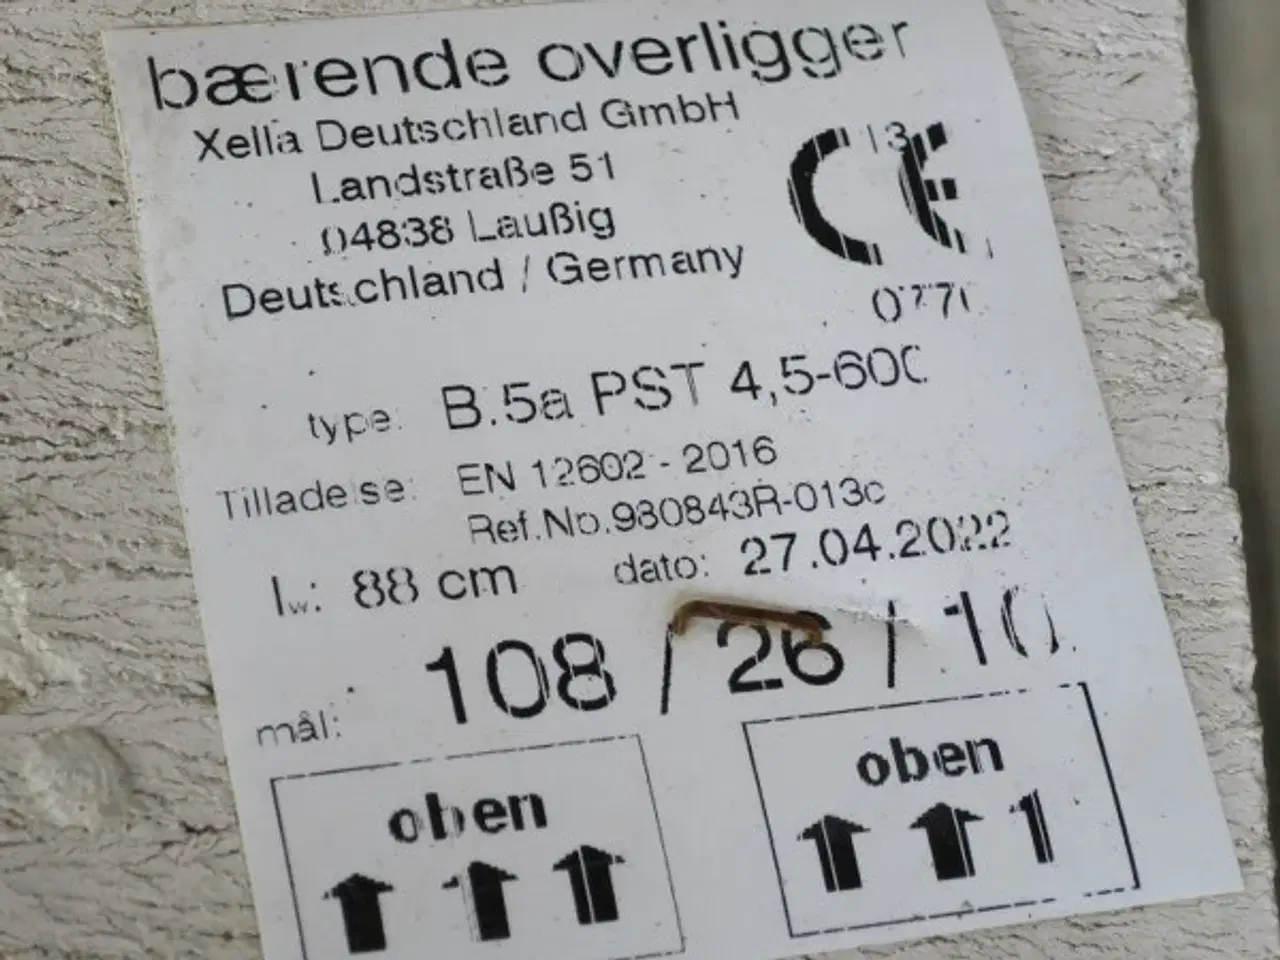 bærende overligger
Xella Deutschland GmbH
Landstraße 51
04838 Laußig
Deutschland / Germany
CE 13
type: B.5a PST 4,5-600
Tilladelse: EN 12602 - 2016
Ref.No.980843R-013c
lw: 88 cm dato: 27.04.2022
mål: 108 / 26 / 10
oben
oben